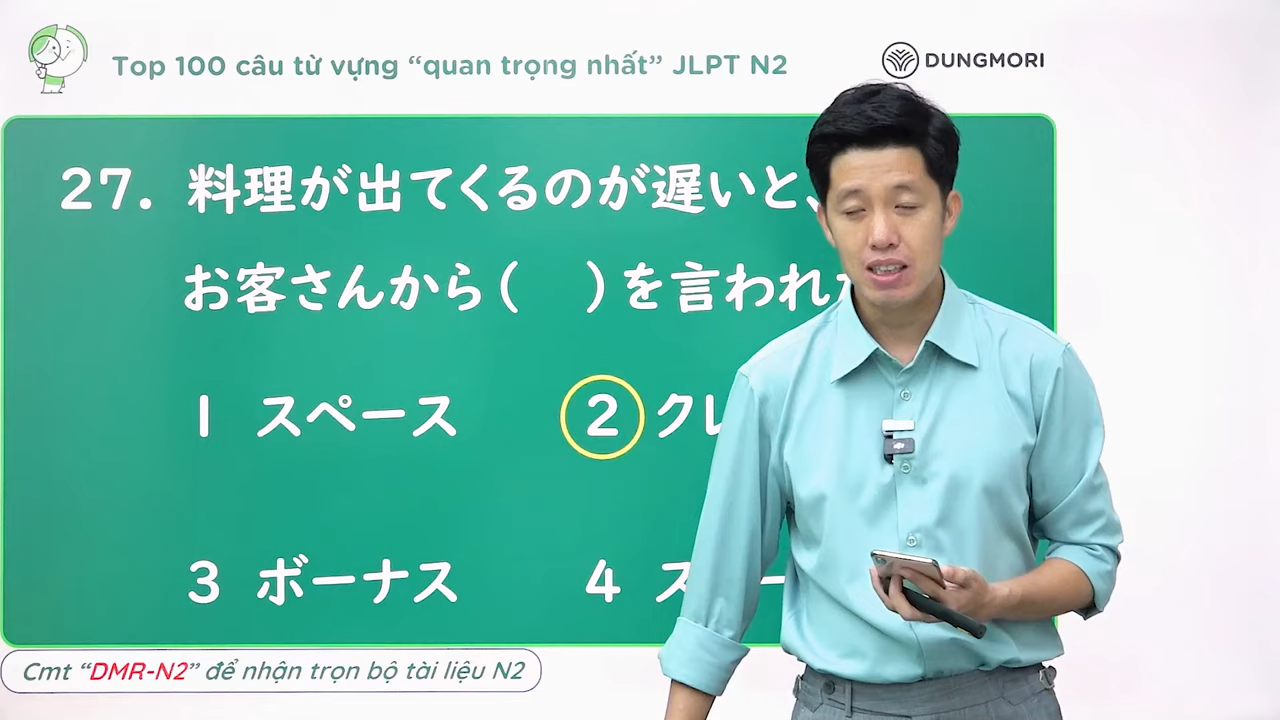 Top 100 câu từ vựng “quan trọng nhất” JLPT N2
DUNGMORI
27. 料理が出てくるのが遅いと、
お客さんから( )を言われ
1 スペース 2 クレ
3 ボーナス 4 ス
Cmt “DMR-N2” để nhận trọn bộ tài liệu N2